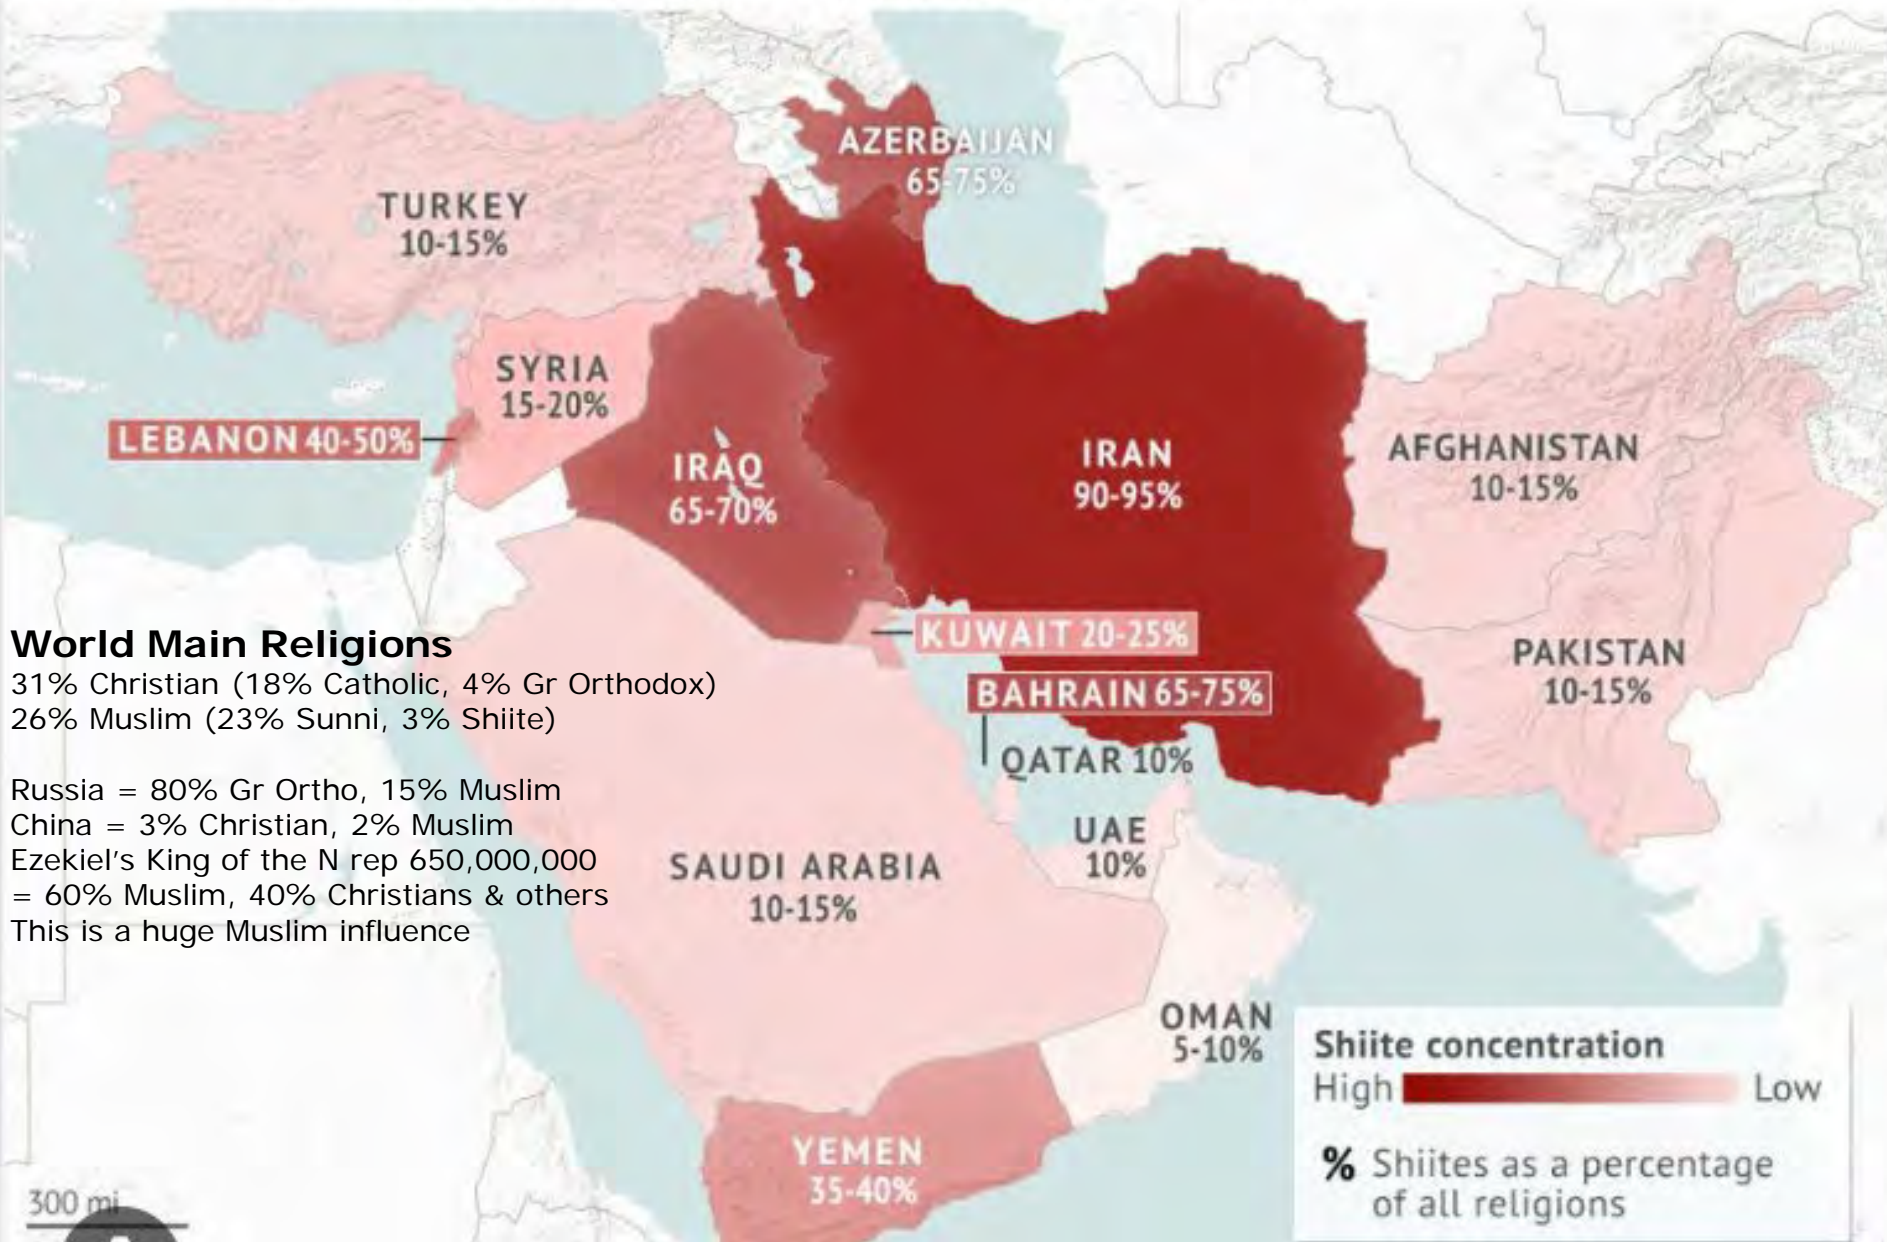 AZERBAIJAN
65-75%
TURKEY
10-15%
SYRIA
15-20%
LEBANON 40-50%
IRAQ
65-70%
IRAN
90-95%
AFGHANISTAN
10-15%
KUWAIT 20-25%
BAHRAIN 65-75%
QATAR 10%
PAKISTAN
10-15%
World Main Religions
31% Christian (18% Catholic, 4% Gr Orthodox)
26% Muslim (23% Sunni, 3% Shiite)
Russia = 80% Gr Ortho, 15% Muslim
China = 3% Christian, 2% Muslim
Ezekiel's King of the N rep 650,000,000
= 60% Muslim, 40% Christians & others
This is a huge Muslim influence
UAE
10%
SAUDI ARABIA
10-15%
OMAN
5-10%
YEMEN
35-40%
Shiite concentration
High Low
% Shiites as a percentage
of all religions
300 mi